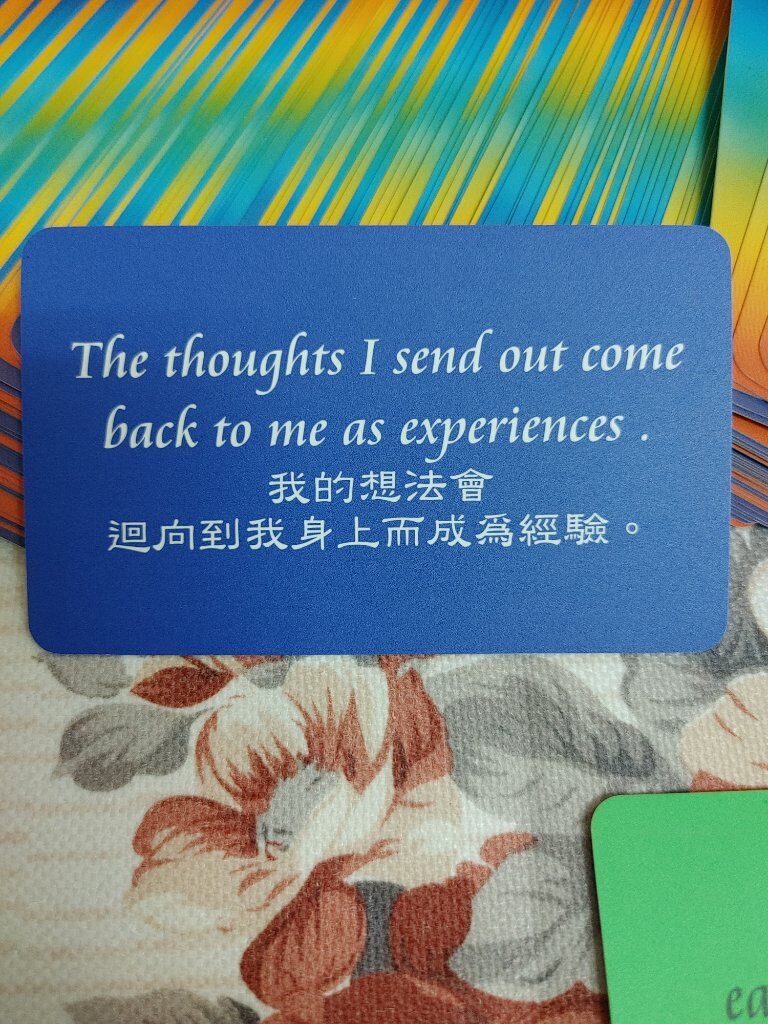 The thoughts I send out come
back to me as experiences .
我的想法會
迴向到我身上而成爲經驗。